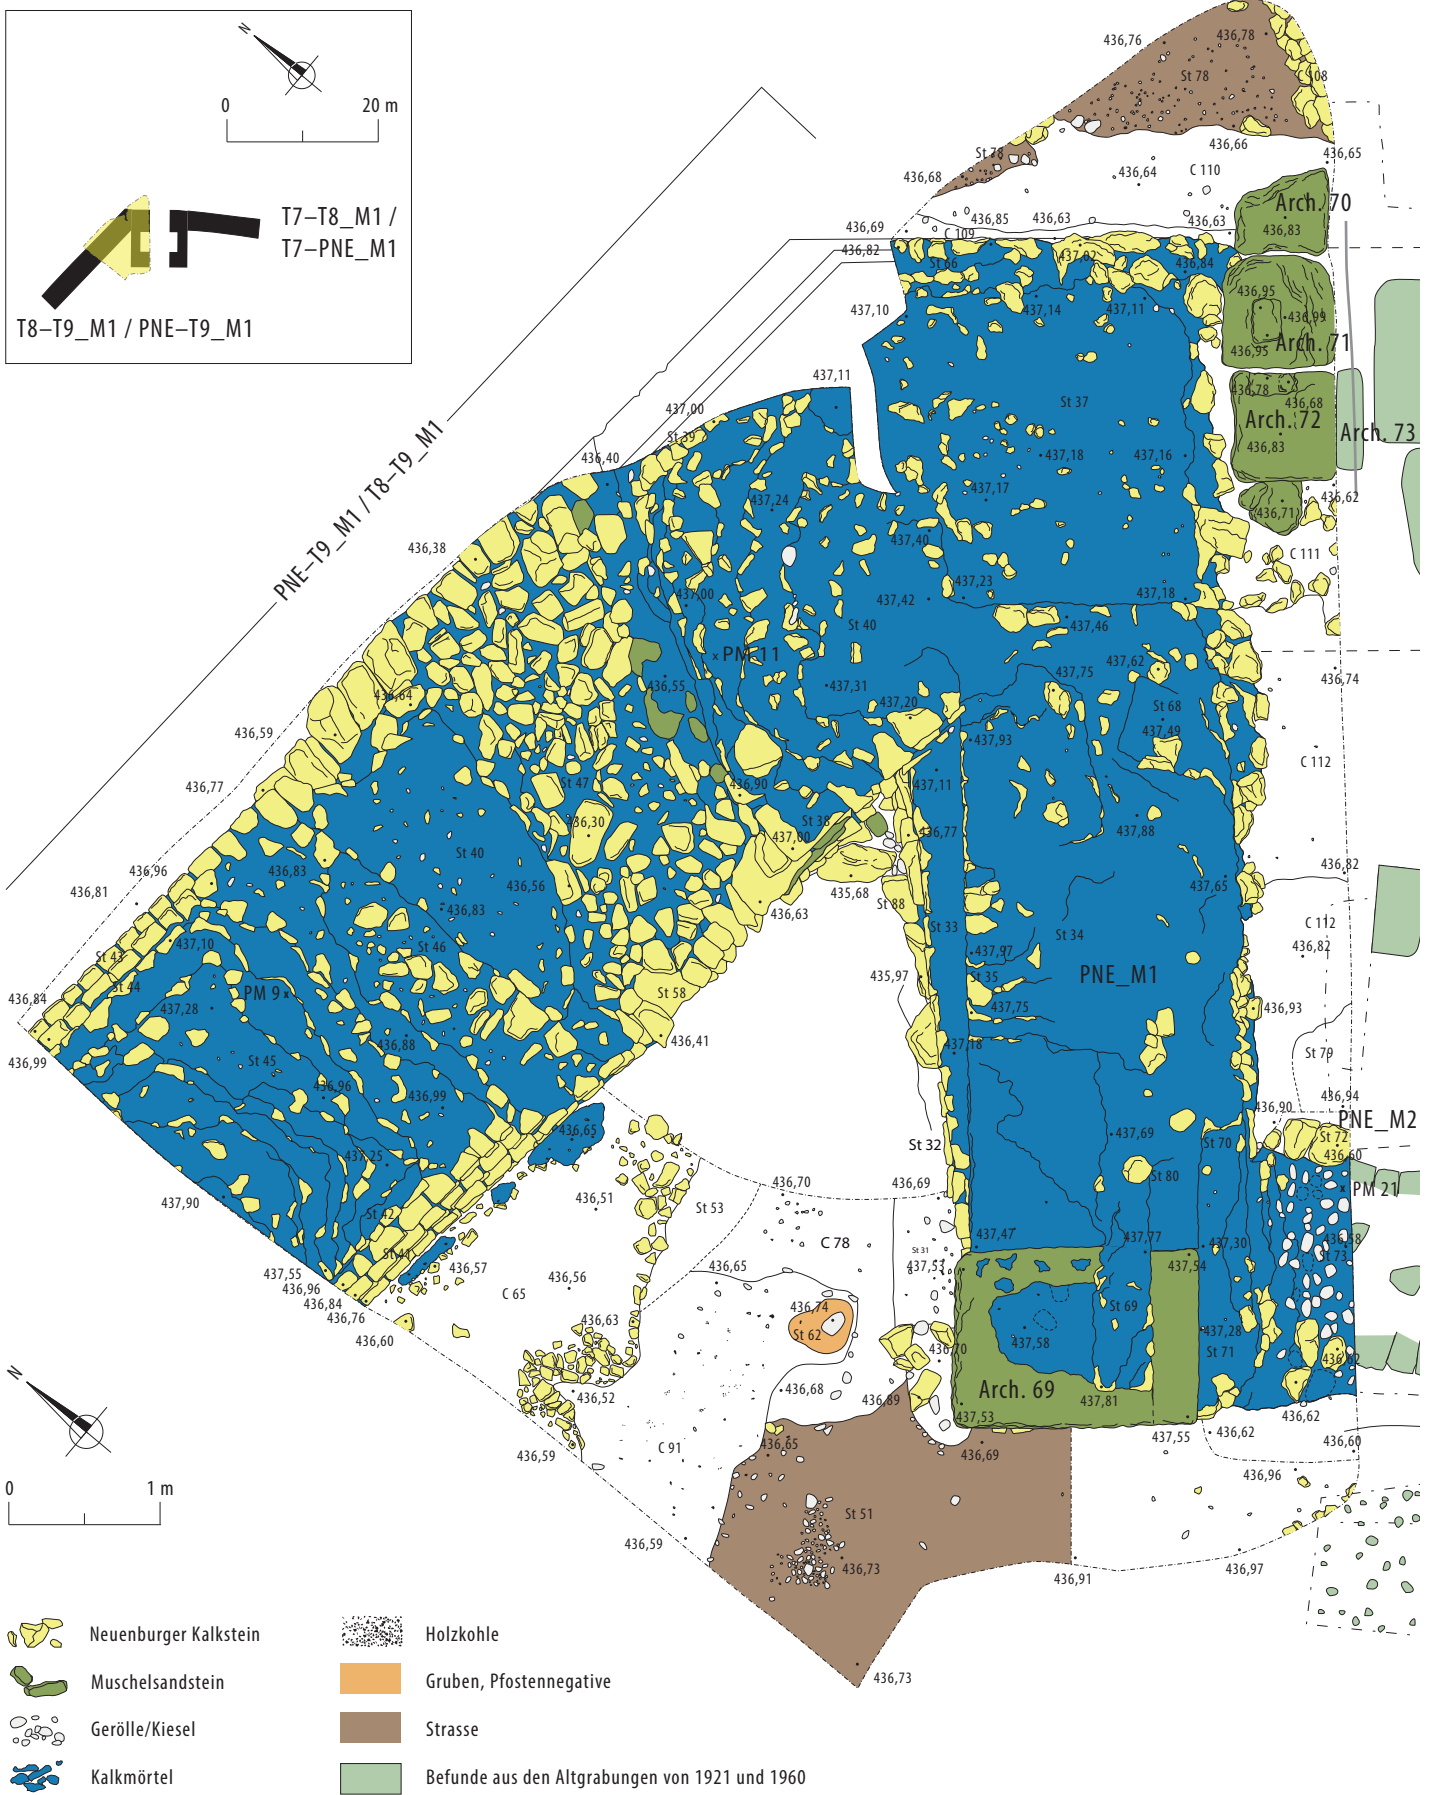 N
0 20 m
T7–T8_M1 /
T7–PNE_M1
T8–T9_M1 / PNE–T9_M1
PNE–T9_M1 / T8–T9_M1
436,76
436,78
St 78
C 108
436,66
436,65
St 78
436,68
436,64
C 110
Arch. 70
436,69
436,85
436,63
436,63
436,83
C 109
436,82
St 66
437,02
436,84
436,95
437,10
437,14
437,11
436,99
436,95
Arch. 71
437,11
436,78
436,68
437,00
St 37
Arch. 72
Arch. 73
St 39
436,83
436,40
437,18
437,16
437,24
437,17
436,62
436,71
436,38
437,40
C 111
437,23
437,00
437,42
437,18
St 40
437,46
PM 11
437,62
436,55
437,31
437,75
436,74
436,64
437,20
St 68
436,59
437,93
437,49
C 112
436,77
St 47
436,90
437,11
436,30
St 38
437,88
437,00
436,77
St 40
436,96
436,83
436,82
436,81
436,56
435,68
437,65
436,83
436,63
St 88
C 112
437,10
St 46
St 33
St 34
436,82
St 43
437,97
St 44
PM 9
St 58
435,97
St 35
PNE_M1
436,84
437,28
437,75
436,93
436,88
436,41
437,18
St 79
436,99
St 45
436,96
436,99
436,94
436,90
PNE_M2
436,65
St 32
437,69
St 70
St 72
437,25
436,60
St 80
437,90
436,51
436,70
436,69
PM 21
St 42
St 53
St 41
C 78
437,47
437,77
437,30
436,58
St 31
St 73
437,55
436,57
436,65
437,53
437,54
436,96
436,56
436,84
C 65
436,74
St 69
436,76
436,63
St 62
437,58
437,28
436,60
436,70
St 71
436,62
436,52
436,68
Arch. 69
436,89
437,81
437,53
436,62
437,55
436,62
C 91
436,65
436,69
436,60
436,59
436,96
N
0 1 m
St 51
436,59
436,73
436,91
436,97
436,73
Neuenburger Kalkstein
Muschelsandstein
Gerölle/Kiesel
Kalkmörtel
Holzkohle
Gruben, Pfostennegative
Strasse
Befunde aus den Altgrabungen von 1921 und 1960